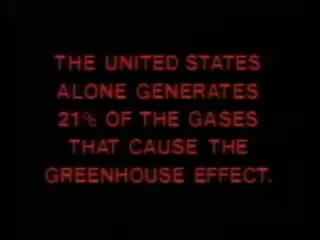 THE UNITED STATES
ALONE GENERATES
21% OF THE GASES
THAT CAUSE THE
GREENHOUSE EFFECT.